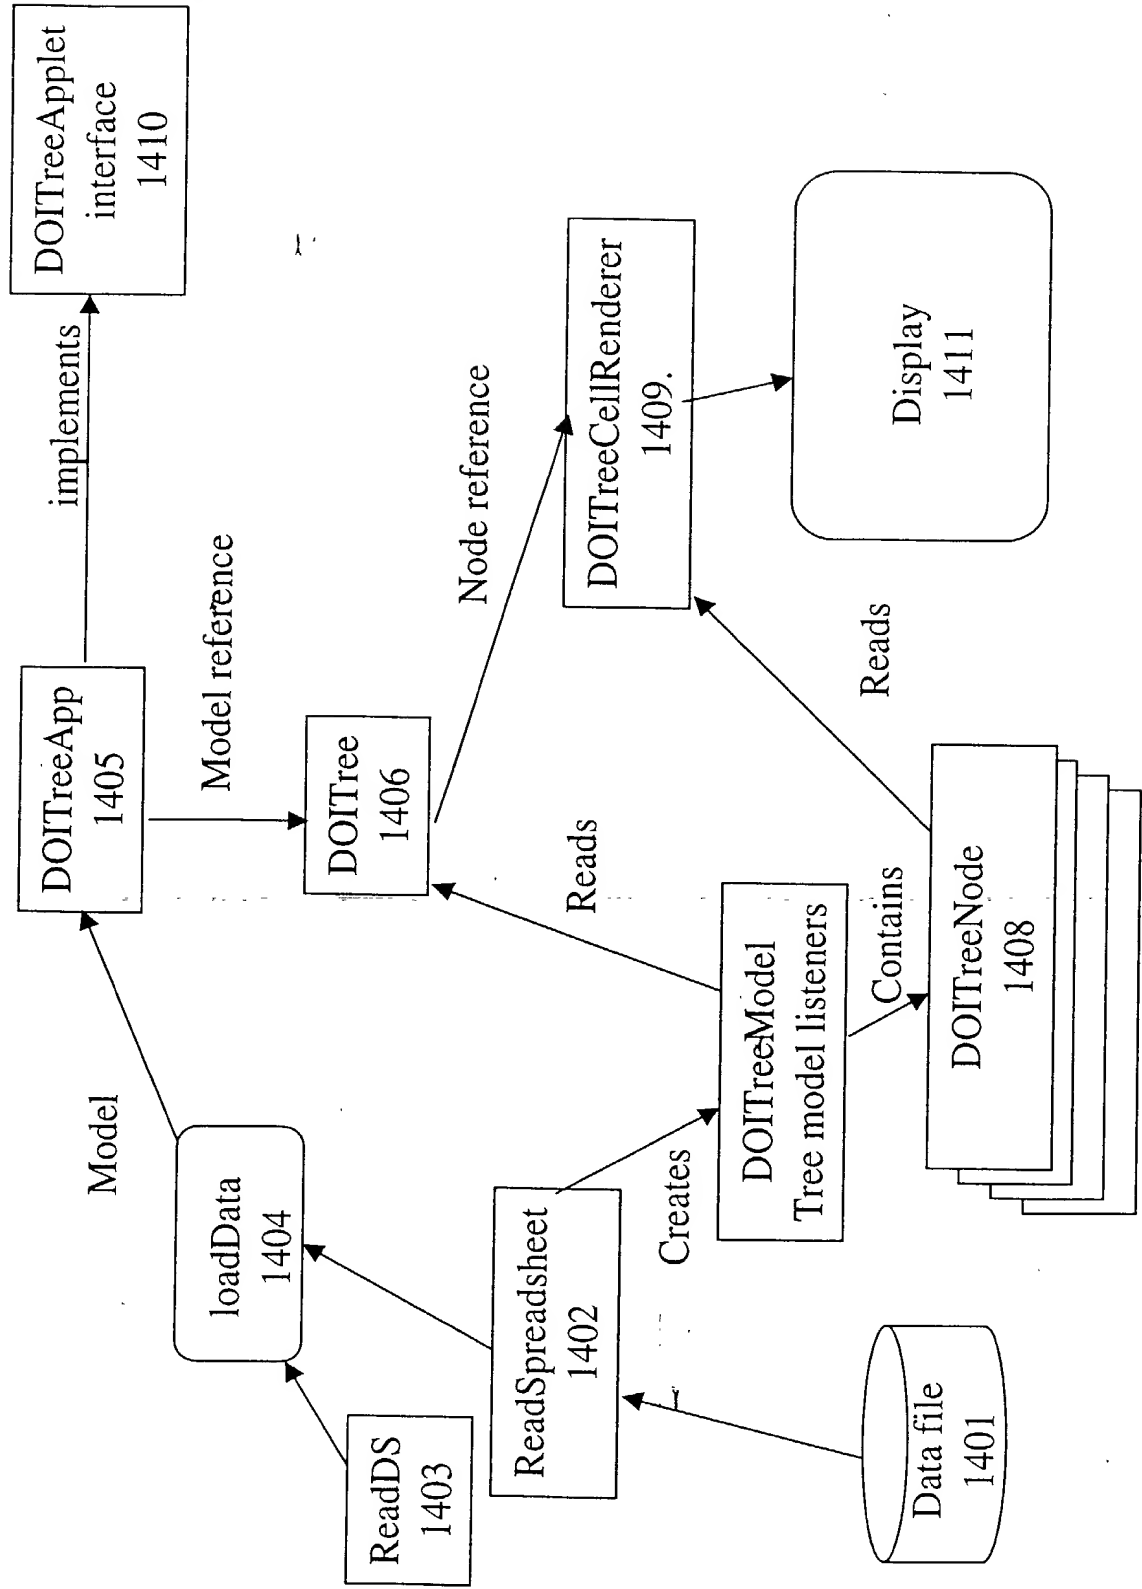 DOITreeApplet
interface
1410
implements
DOITreeApp
1405
Model
Model reference
loadData
1404
DOITree
1406
Node reference
ReadDS
1403
ReadSpreadsheet
1402
Reads
DOITreeCellRenderer
1409.
Creates
DOITreeModel
Tree model listeners
Contains
Reads
Display
1411
Data file
1401
DOITreeNode
1408